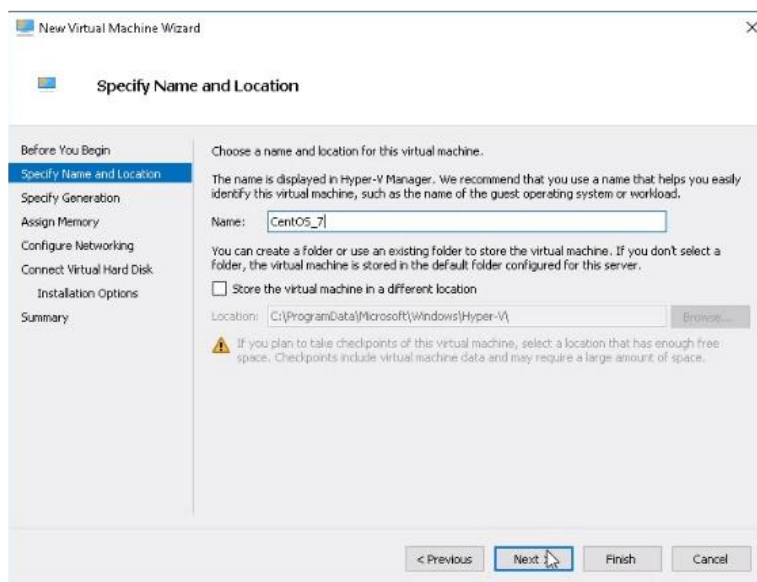 New Virtual Machine Wizard
Specify Name and Location
Before You Begin
Specify Name and Location
Specify Generation
Assign Memory
Configure Networking
Connect Virtual Hard Disk
Installation Options
Summary
Choose a name and location for this virtual machine.
The name is displayed in Hyper-V Manager. We recommend that you use a name that helps you easily
identify this virtual machine, such as the name of the guest operating system or workload.
Name: CentOS_7
You can create a folder or use an existing folder to store the virtual machine. If you don't select a
folder, the virtual machine is stored in the default folder configured for this server.
Store the virtual machine in a different location
Location: C:\ProgramData\Microsoft\Windows\Hyper-V\ Browse...
If you plan to take checkpoints of this virtual machine, select a location that has enough free
space. Checkpoints include virtual machine data and may require a large amount of space.
< Previous Next > Finish Cancel